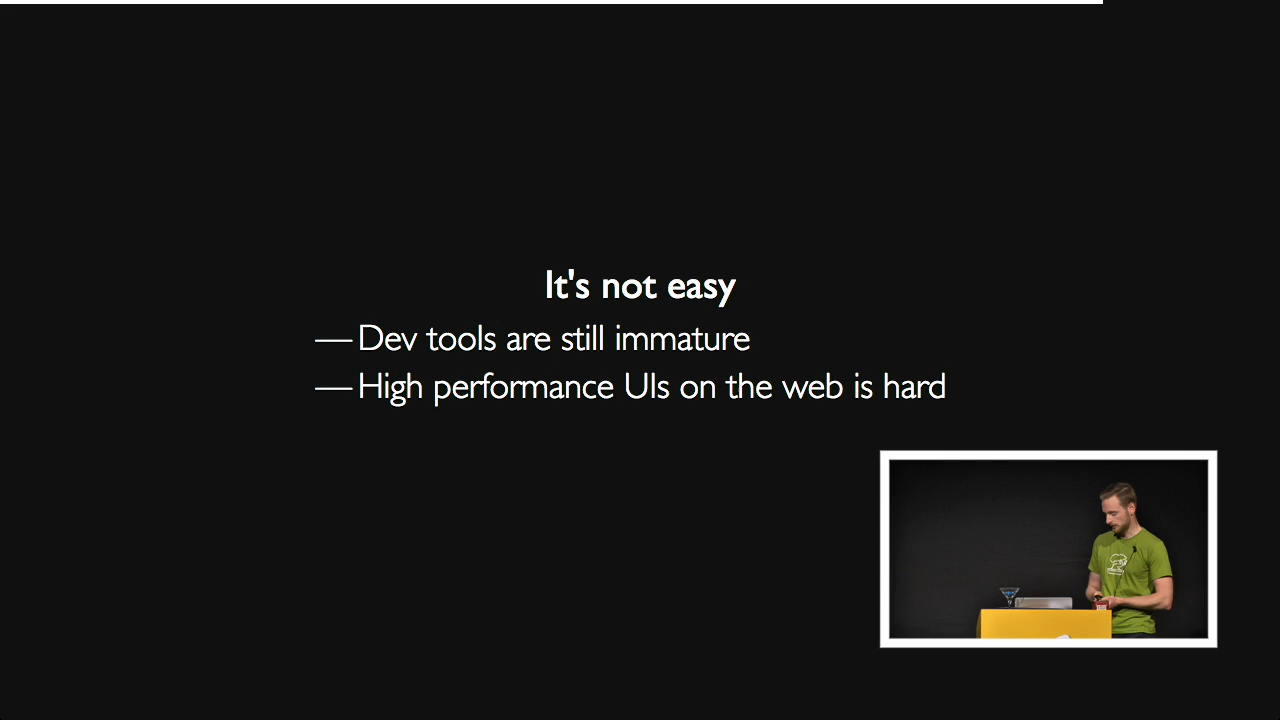 It's not easy
— Dev tools are still immature
— High performance UIs on the web is hard